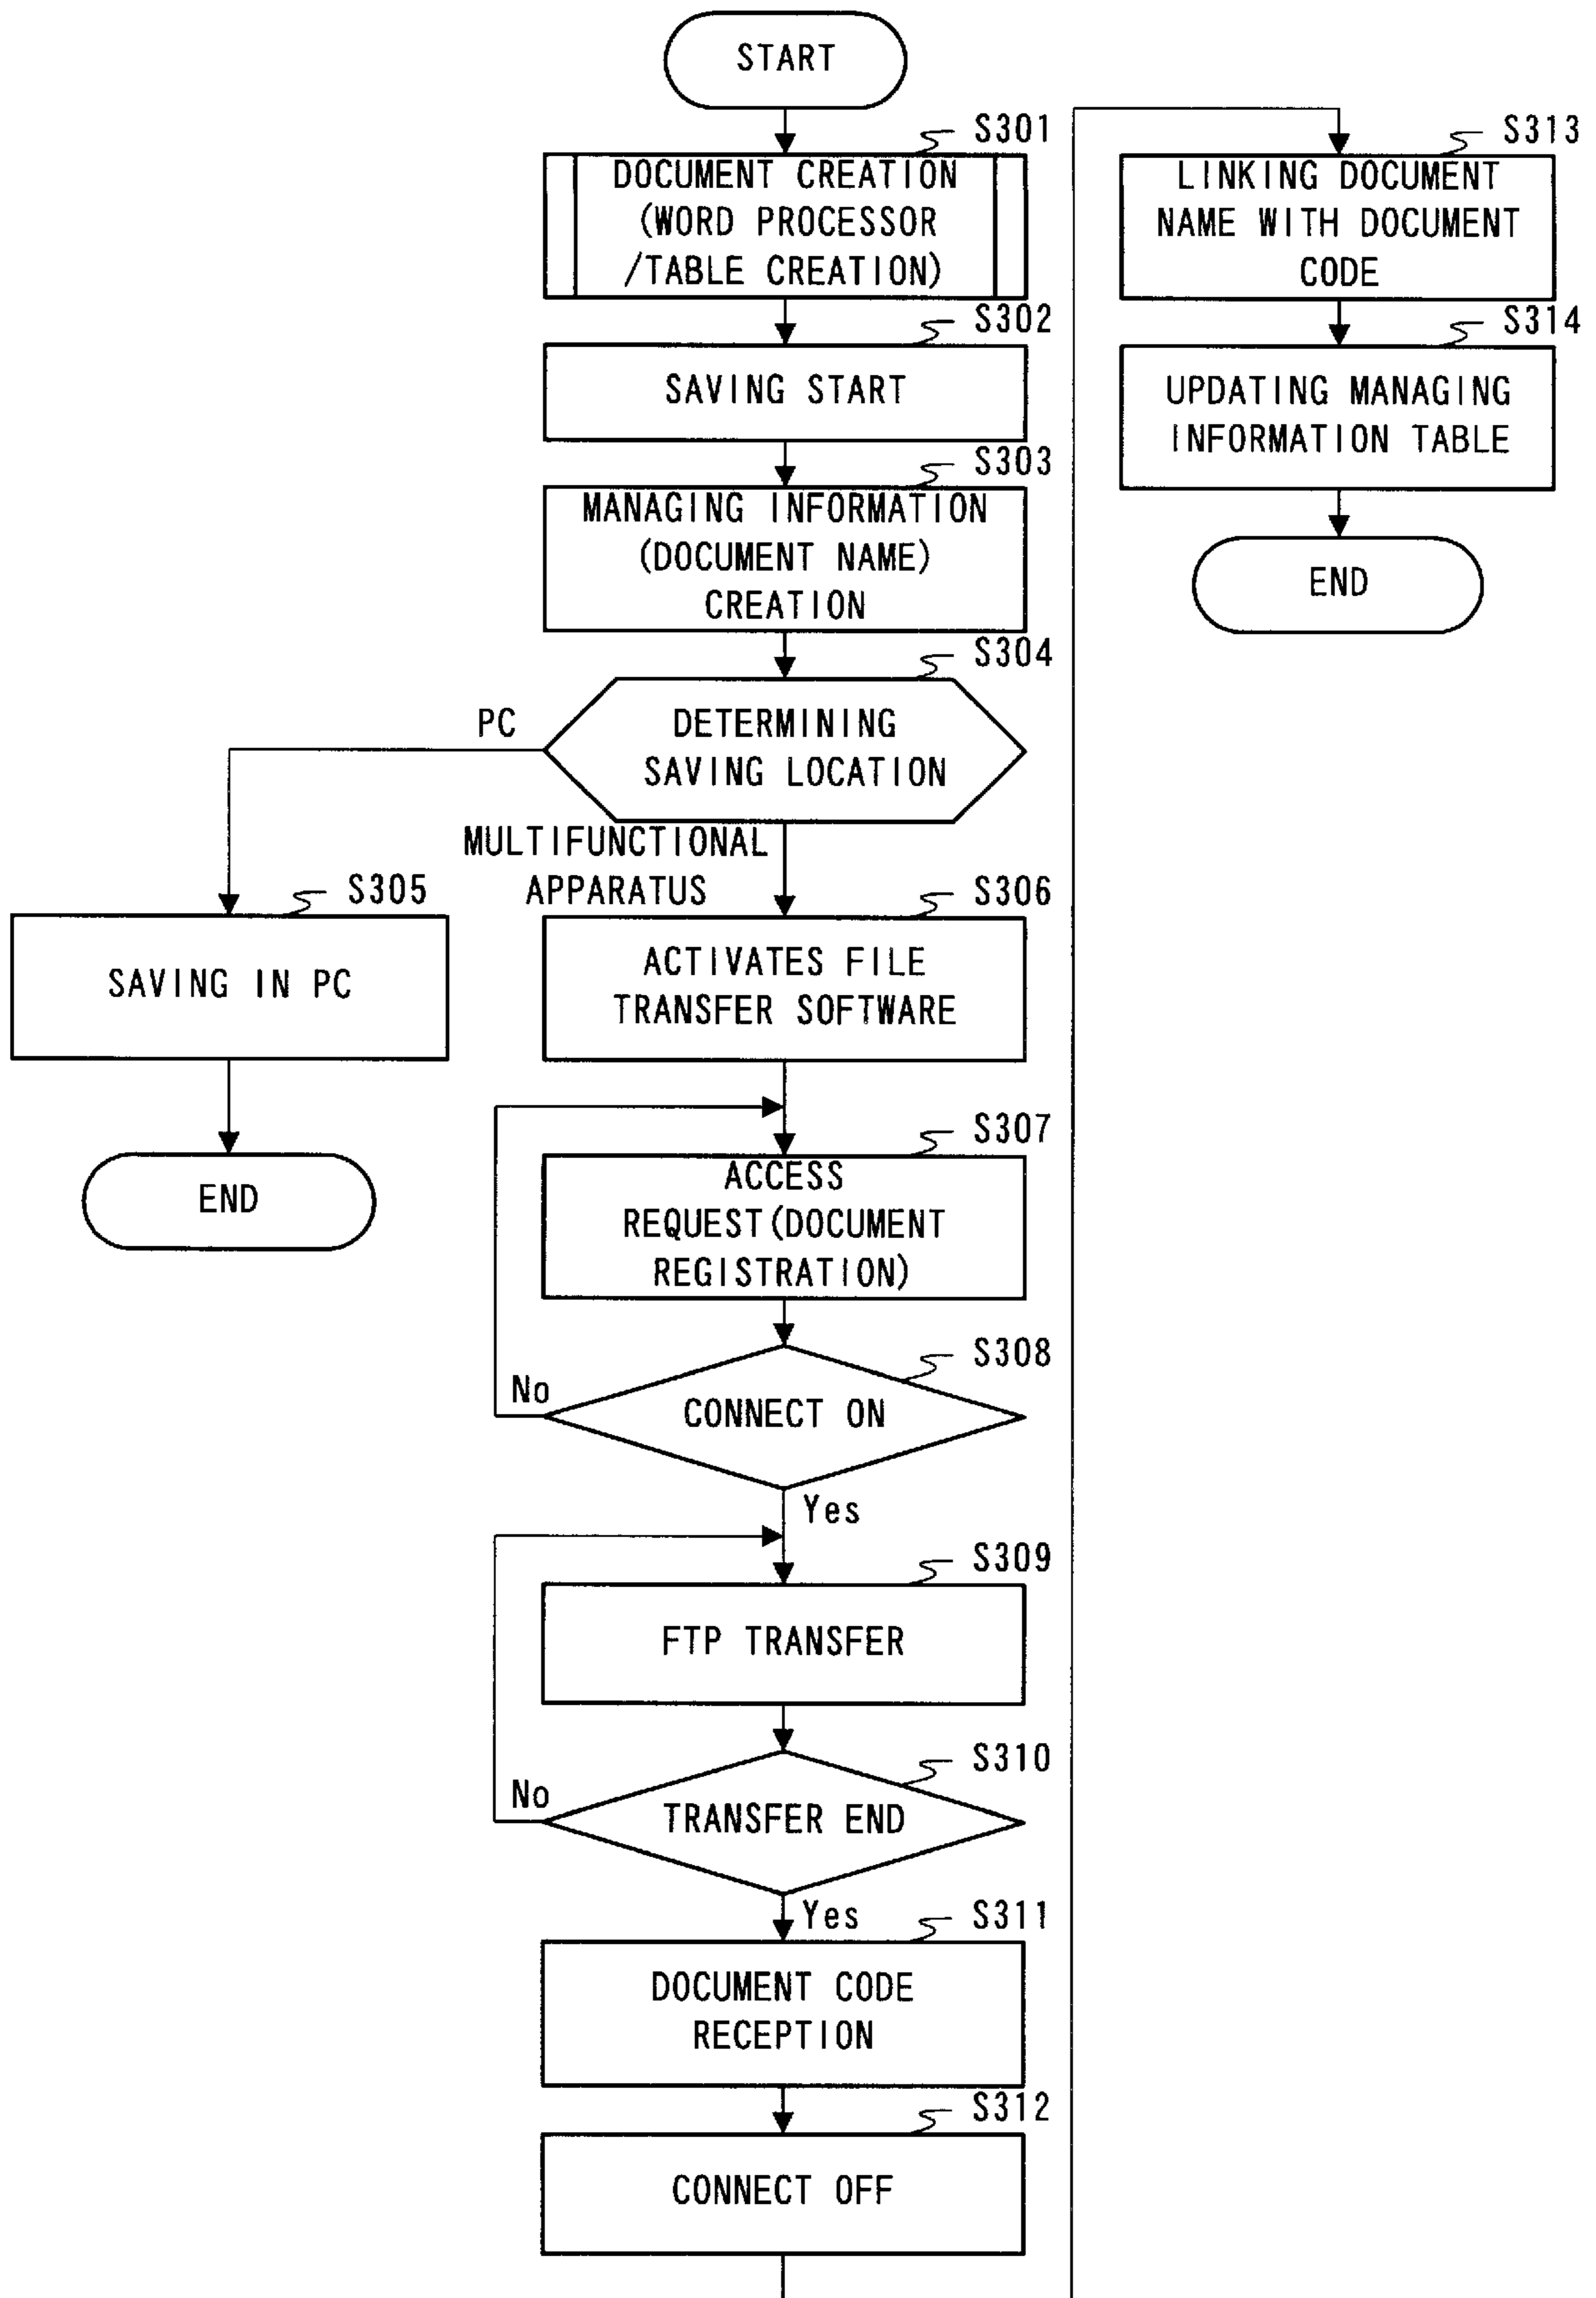 START
S301
DOCUMENT CREATION
(WORD PROCESSOR
/TABLE CREATION)
S302
SAVING START
S303
MANAGING INFORMATION
(DOCUMENT NAME)
CREATION
S304
DETERMINING
SAVING LOCATION
PC
MULTIFUNCTIONAL
APPARATUS
S305
SAVING IN PC
END
S306
ACTIVATES FILE
TRANSFER SOFTWARE
S307
ACCESS
REQUEST(DOCUMENT
REGISTRATION)
S308
CONNECT ON
No
Yes
S309
FTP TRANSFER
S310
TRANSFER END
No
Yes
S311
DOCUMENT CODE
RECEPTION
S312
CONNECT OFF
S313
LINKING DOCUMENT
NAME WITH DOCUMENT
CODE
S314
UPDATING MANAGING
INFORMATION TABLE
END